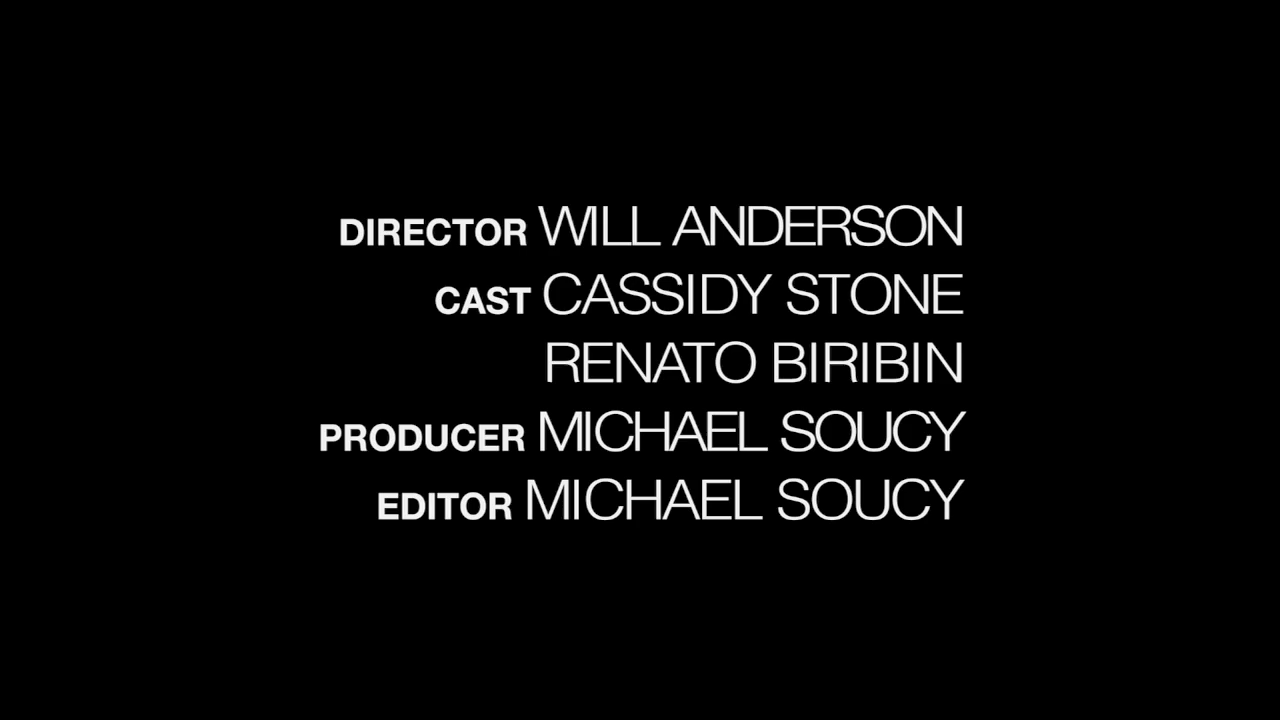 DIRECTOR WILL ANDERSON
CAST CASSIDY STONE
RENATO BIRIBIN
PRODUCER MICHAEL SOUCY
EDITOR MICHAEL SOUCY